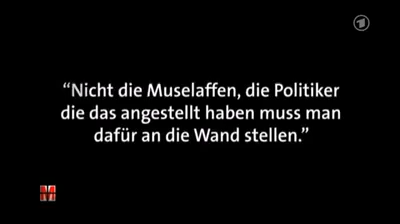 “Nicht die Muselaffen, die Politiker
die das angestellt haben muss man
dafür an die Wand stellen.”